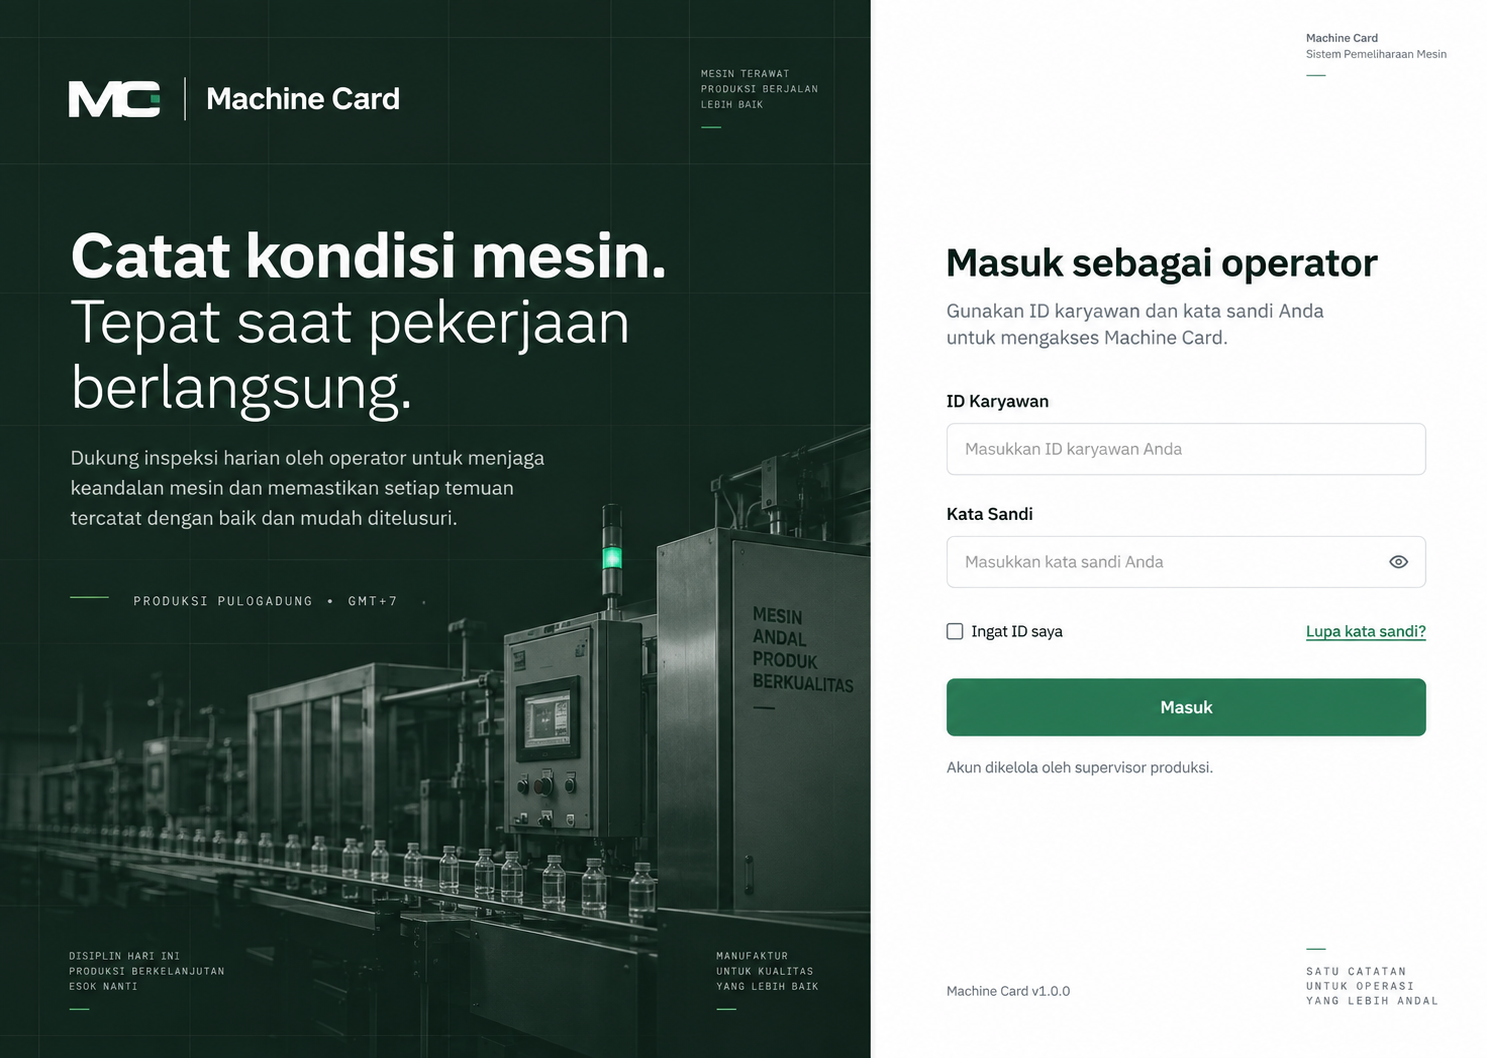 MC
Machine Card
MESIN TERAWAT
PRODUKSI BERJALAN
LEBIH BAIK
Catat kondisi mesin.
Tepat saat pekerjaan
berlangsung.
Dukung inspeksi harian oleh operator untuk menjaga
keandalan mesin dan memastikan setiap temuan
tercatat dengan baik dan mudah ditelusuri.
PRODUKSI PULOGADUNG • GMT+7
MESIN
ANDAL
PRODUK
BERKUALITAS
DISIPLIN HARI INI
PRODUKSI BERKELANJUTAN
ESOK NANTI
MANUFAKTUR
UNTUK KUALITAS
YANG LEBIH BAIK
Machine Card
Sistem Pemeliharaan Mesin
Masuk sebagai operator
Gunakan ID karyawan dan kata sandi Anda
untuk mengakses Machine Card.
ID Karyawan
Masukkan ID karyawan Anda
Kata Sandi
Masukkan kata sandi Anda
Ingat ID saya
Lupa kata sandi?
Masuk
Akun dikelola oleh supervisor produksi.
Machine Card v1.0.0
SATU CATATAN
UNTUK OPERASI
YANG LEBIH ANDAL